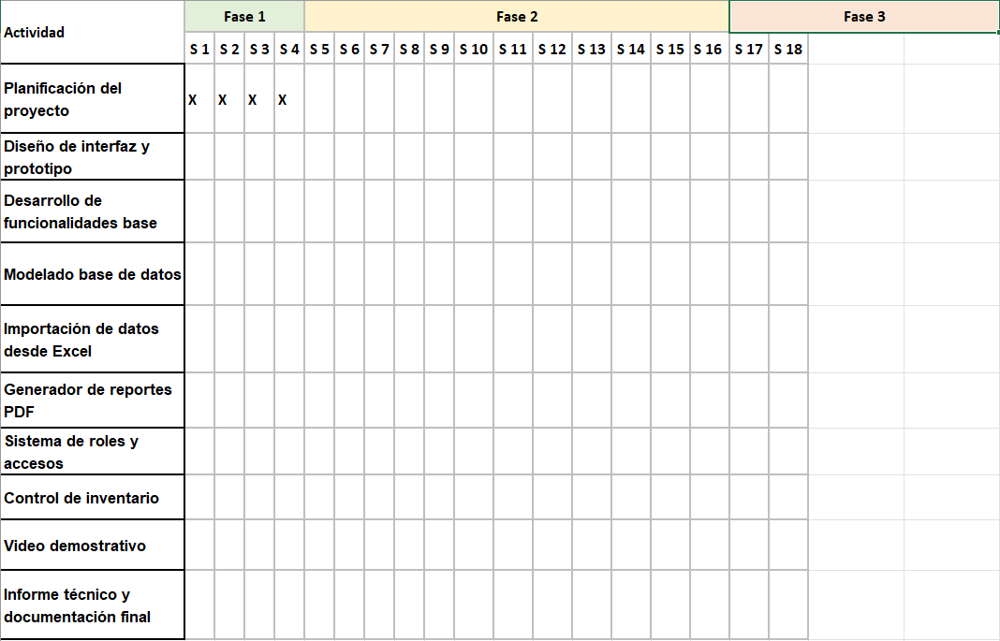 Actividad
Fase 1 Fase 2 Fase 3
S 1 S 2 S 3 S 4 S 5 S 6 S 7 S 8 S 9 S 10 S 11 S 12 S 13 S 14 S 15 S 16 S 17 S 18
Planificación del
proyecto
X X X X
Diseño de interfaz y
prototipo
Desarrollo de
funcionalidades base
Modelado base de datos
Importación de datos
desde Excel
Generador de reportes
PDF
Sistema de roles y
accesos
Control de inventario
Video demostrativo
Informe técnico y
documentación final